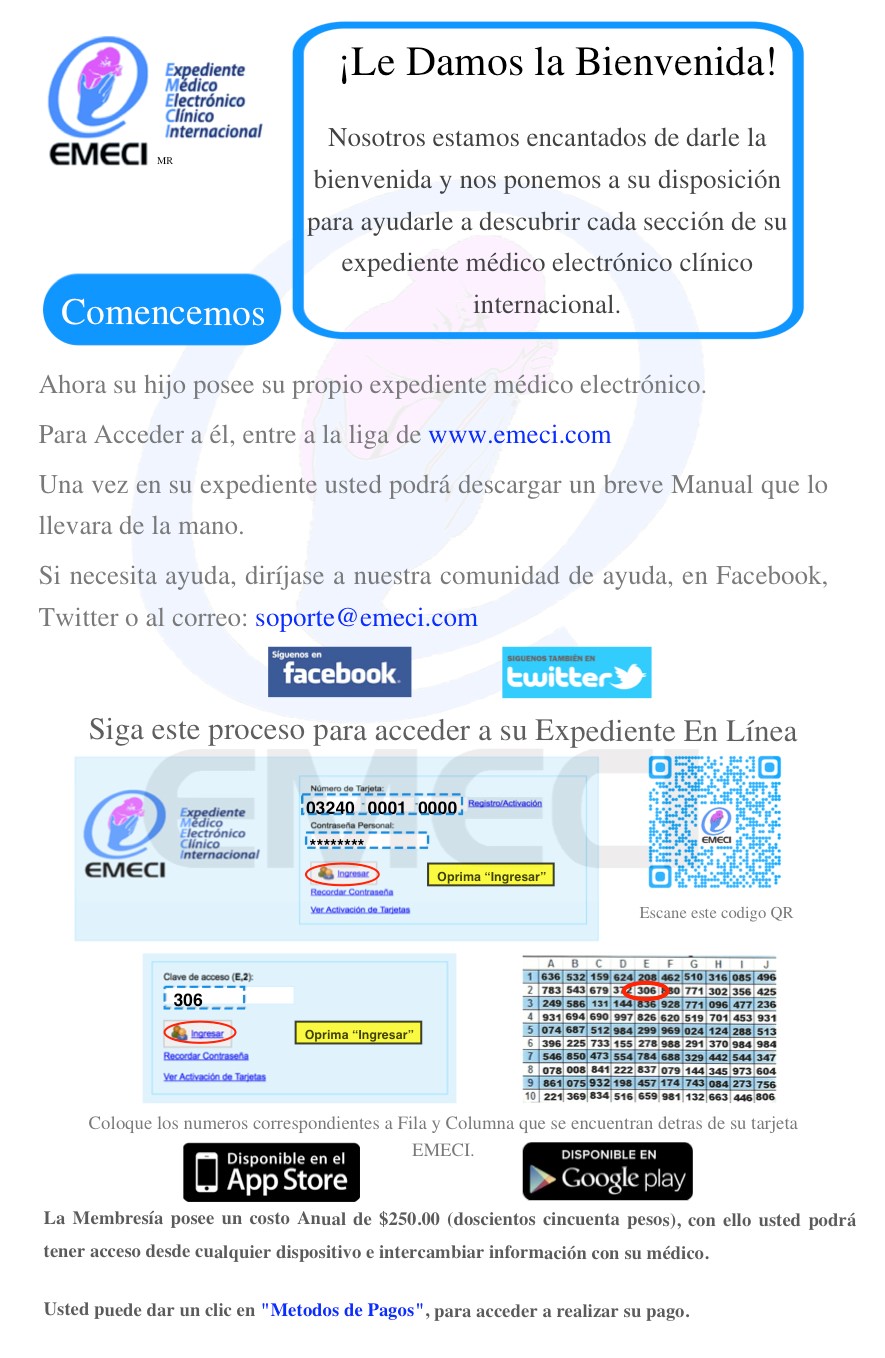 Expediente
Médico
Electrónico
Clínico
Internacional
EMECI MR
¡Le Damos la Bienvenida!
Nosotros estamos encantados de darle la
bienvenida y nos ponemos a su disposición
para ayudarle a descubrir cada sección de su
expediente médico electrónico clínico
internacional.
Comencemos
Ahora su hijo posee su propio expediente médico electrónico.
Para Acceder a él, entre a la liga de www.emeci.com
Una vez en su expediente usted podrá descargar un breve Manual que lo
llevara de la mano.
Si necesita ayuda, diríjase a nuestra comunidad de ayuda, en Facebook,
Twitter o al correo: soporte@emeci.com
Síguenos en
facebook.
SIGUENOS TAMBIÉN EN
twitter
Siga este proceso para acceder a su Expediente En Línea
EMECI
Expediente
Médico
Electrónico
Clínico
Internacional
EMECI
Número de Tarjeta:
03240 0001 0000 Registro/Activación
Contraseña Personal:
********
Ingresar
Oprima “Ingresar”
Recordar Contraseña
Ver Activación de Tarjetas
EMECI
Escane este codigo QR
Clave de acceso (E,2):
306
Ingresar
Oprima “Ingresar”
Recordar Contraseña
Ver Activación de Tarjetas
A B C D E F G H I J
1 636 532 159 624 208 462 510 316 085 496
2 783 543 679 372 306 880 771 302 356 425
3 249 586 131 144 836 928 771 096 477 236
4 931 694 690 997 826 620 519 701 453 931
5 074 687 512 984 299 969 024 124 288 513
6 396 225 733 155 278 988 291 370 984 984
7 546 850 473 554 784 688 329 442 544 347
8 078 008 841 222 837 079 144 345 973 604
9 861 075 932 198 457 174 743 084 273 756
10 221 369 834 516 659 981 132 663 446 806
Coloque los numeros correspondientes a Fila y Columna que se encuentran detras de su tarjeta
EMECI.
Disponible en el
App Store
DISPONIBLE EN
Google play
La Membresía posee un costo Anual de $250.00 (doscientos cincuenta pesos), con ello usted podrá
tener acceso desde cualquier dispositivo e intercambiar información con su médico.
Usted puede dar un clic en "Metodos de Pagos", para acceder a realizar su pago.